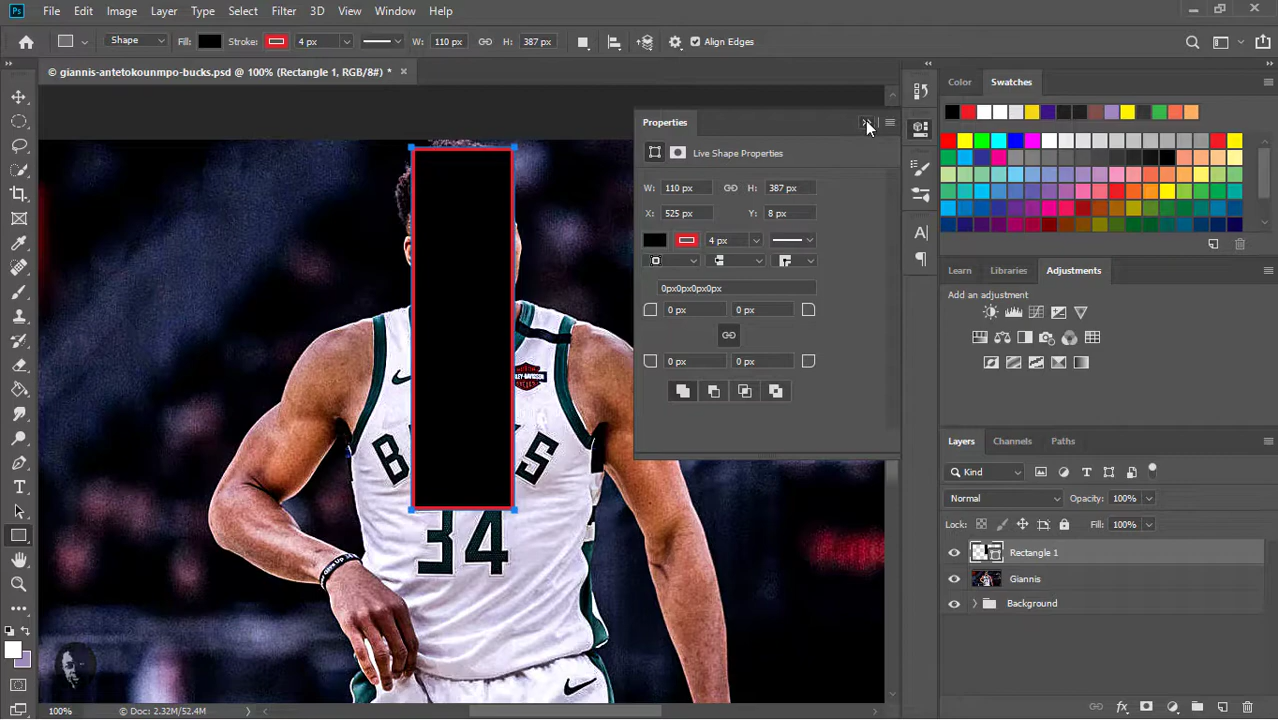 Ps File Edit Image Layer Type Select Filter 3D View Window Help
Shape Fill: Stroke: 4 px W: 110 px H: 387 px Align Edges
© giannis-antetokounmpo-bucks.psd @ 100% (Rectangle 1, RGB/8#) * ×
Color Swatches
Properties
Live Shape Properties
W: 110 px H: 387 px
X: 525 px Y: 8 px
4 px
0px0px0px0px
0 px 0 px
0 px 0 px
Learn Libraries Adjustments
Add an adjustment
Layers Channels Paths
Kind
Normal Opacity: 100%
Lock: Fill: 100%
Rectangle 1
Giannis
Background
B S
34
100% Doc: 2.32M/52.4M